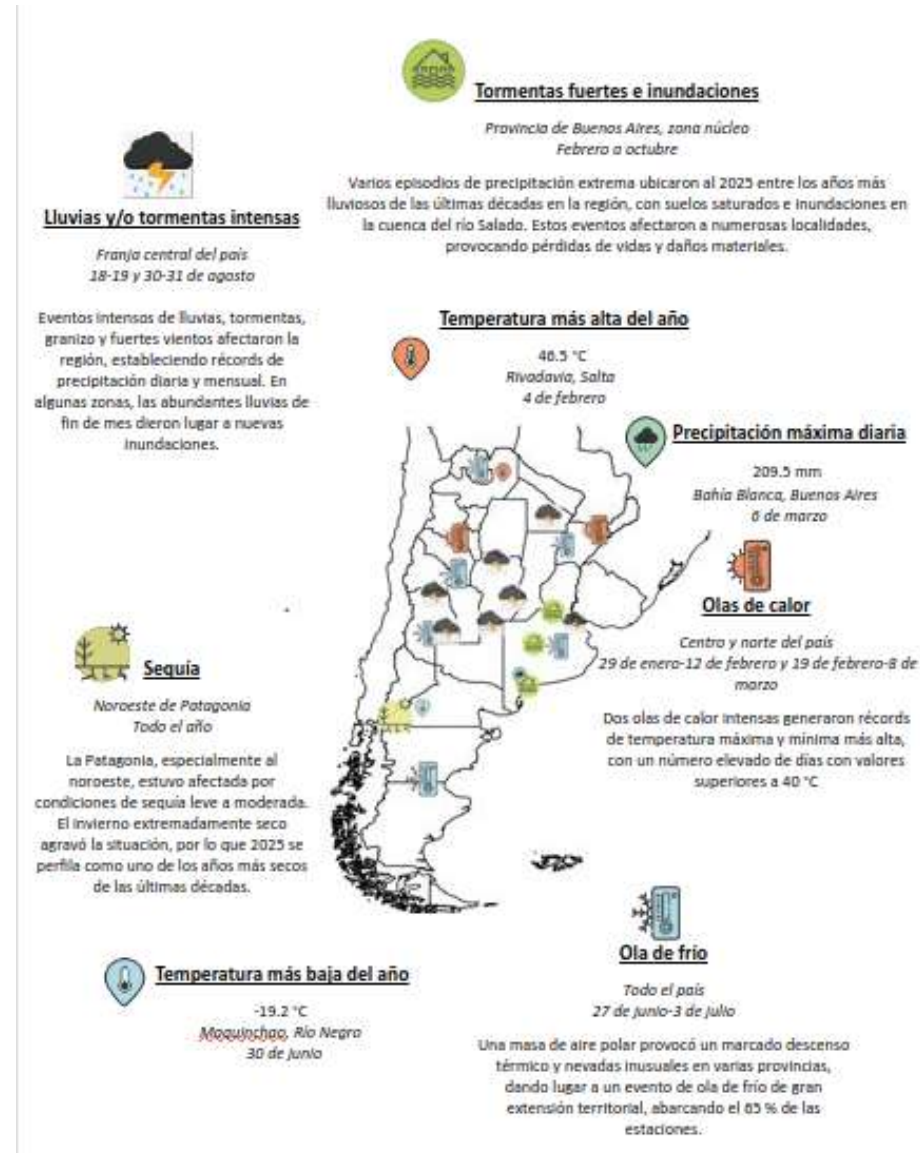 Tormentas fuertes e inundaciones
Provincia de Buenos Aires, zona núcleo
Febrero a octubre
Varios episodios de precipitación extrema ubicaron al 2025 entre los años más
lluviosos de las últimas décadas en la región, con suelos saturados e inundaciones en
la cuenca del río Salado. Estos eventos afectaron a numerosas localidades,
provocando pérdidas de vidas y daños materiales.
Lluvias y/o tormentas intensas
Franja central del país
18-19 y 30-31 de agosto
Eventos intensos de lluvias, tormentas,
granizo y fuertes vientos afectaron la
región, estableciendo récords de
precipitación diaria y mensual. En
algunas zonas, las abundantes lluvias de
fin de mes dieron lugar a nuevas
inundaciones.
Temperatura más alta del año
46.5 °C
Rivadavia, Salta
4 de febrero
Precipitación máxima diaria
209.5 mm
Bahía Blanca, Buenos Aires
6 de marzo
Olas de calor
Centro y norte del país
29 de enero-12 de febrero y 19 de febrero-8 de
marzo
Dos olas de calor intensas generaron récords
de temperatura máxima y mínima más alta,
con un número elevado de días con valores
superiores a 40 °C
Sequía
Noroeste de Patagonia
Todo el año
La Patagonia, especialmente al
noroeste, estuvo afectada por
condiciones de sequía leve a moderada.
El invierno extremadamente seco
agravó la situación, por lo que 2025 se
perfila como uno de los años más secos
de las últimas décadas.
Temperatura más baja del año
-19.2 °C
Maquinchao, Río Negro
30 de junio
Ola de frío
Todo el país
27 de junio-3 de julio
Una masa de aire polar provocó un marcado descenso
térmico y nevadas inusuales en varias provincias,
dando lugar a un evento de ola de frío de gran
extensión territorial, abarcando el 65 % de las
estaciones.